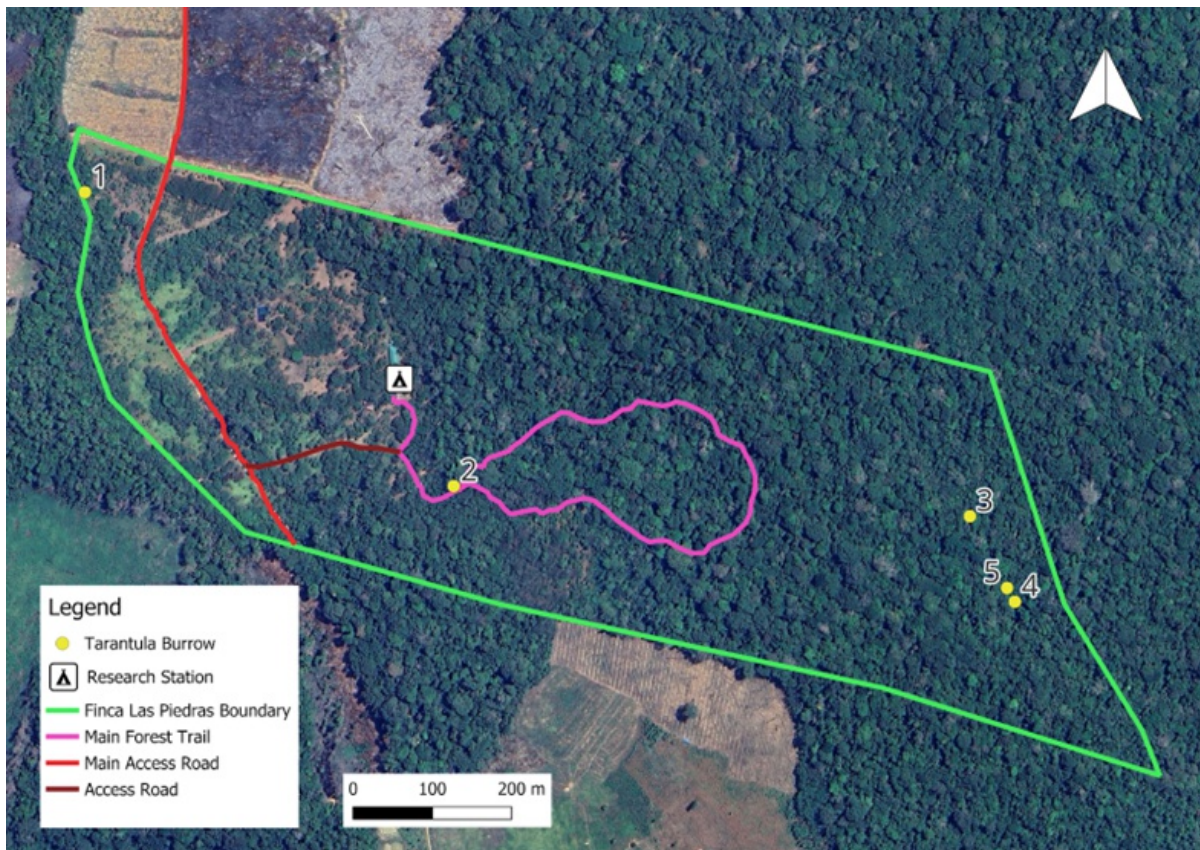 1
2
3
5
4
Legend
Tarantula Burrow
Research Station
Finca Las Piedras Boundary
Main Forest Trail
Main Access Road
Access Road
0 100 200 m